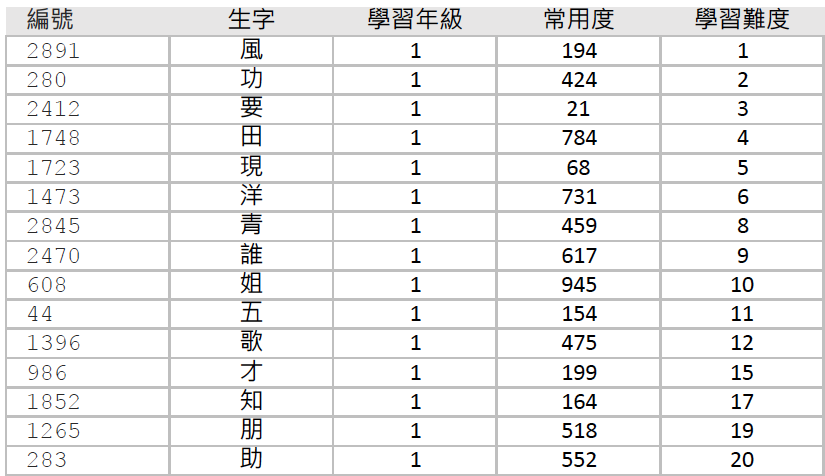 編號 生字 學習年級 常用度 學習難度
2891 風 1 194 1
280 功 1 424 2
2412 要 1 21 3
1748 田 1 784 4
1723 現 1 68 5
1473 洋 1 731 6
2845 青 1 459 8
2470 誰 1 617 9
608 姐 1 945 10
44 五 1 154 11
1396 歌 1 475 12
986 才 1 199 15
1852 知 1 164 17
1265 朋 1 518 19
283 助 1 552 20